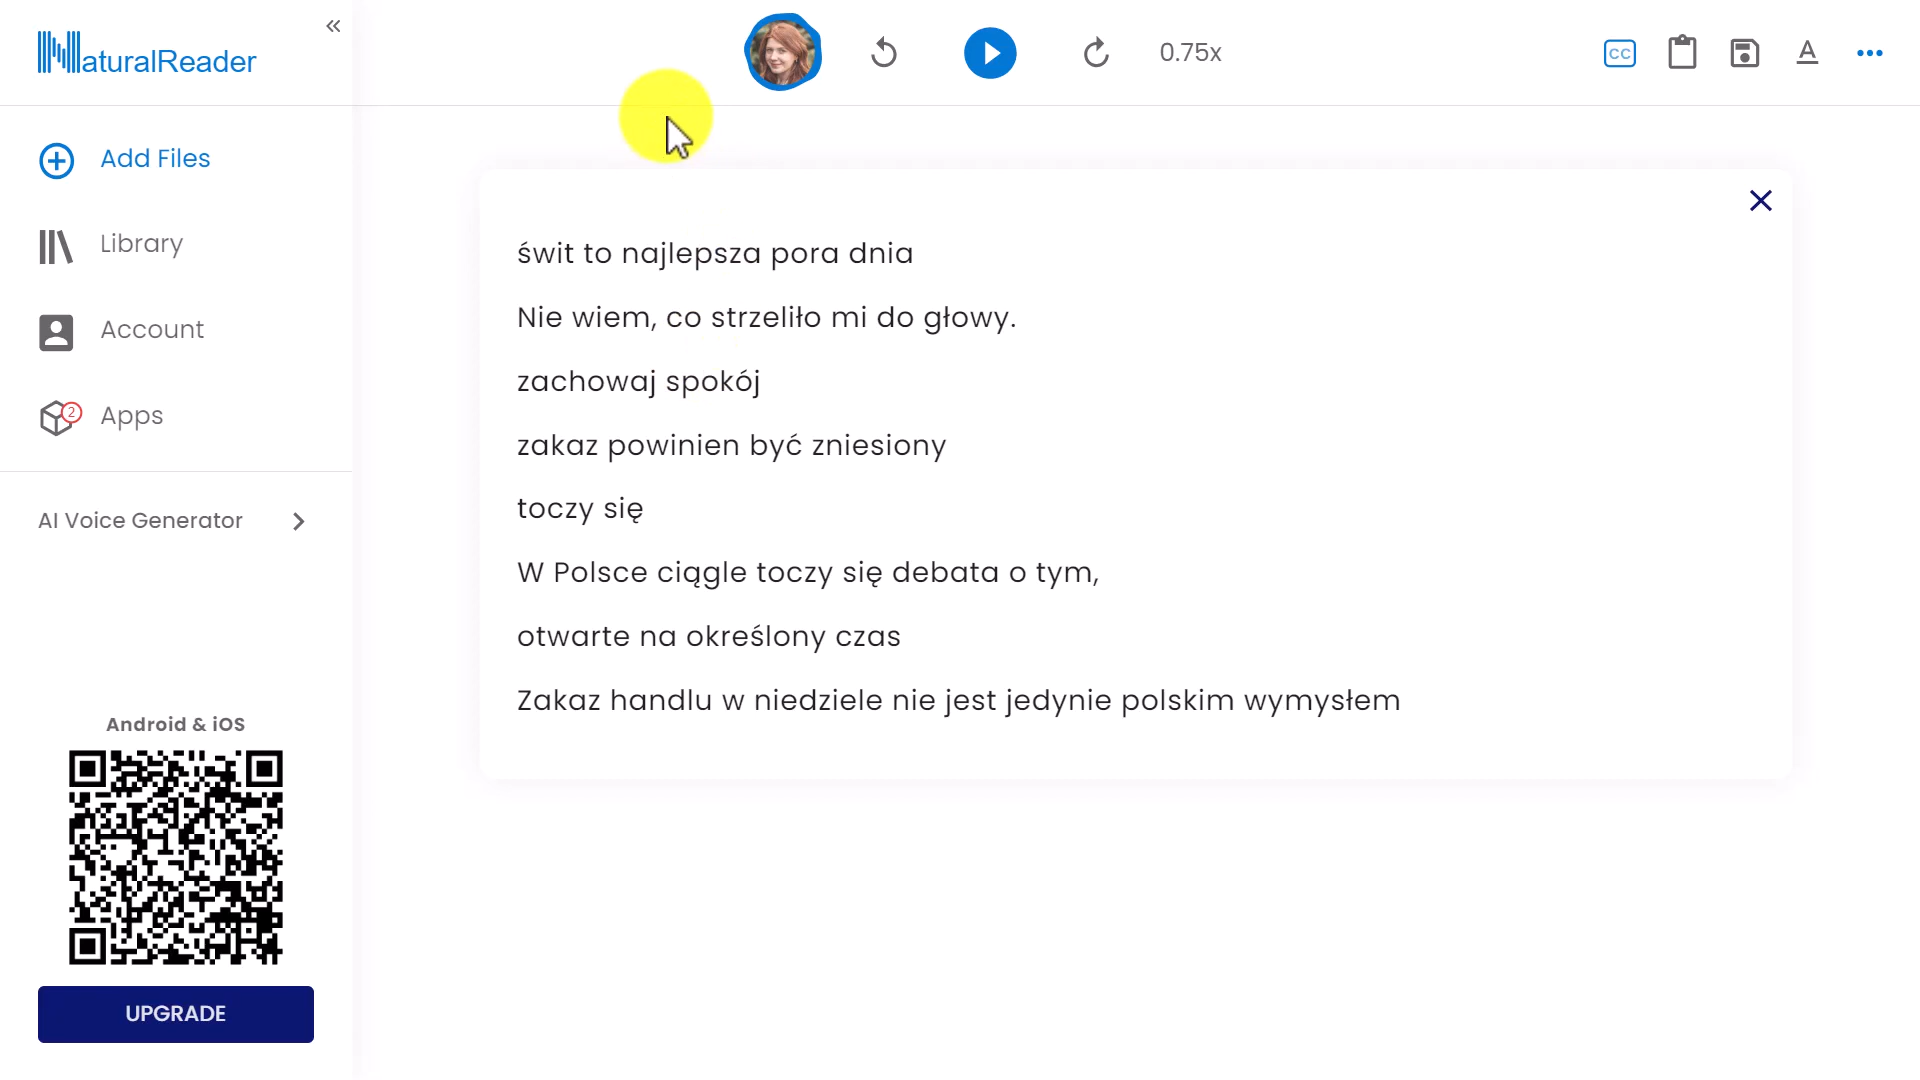 NaturalReader
0.75x
CC
A
Add Files
Library
Account
2
Apps
AI Voice Generator
Android & iOS
UPGRADE
świt to najlepsza pora dnia
Nie wiem, co strzeliło mi do głowy.
zachowaj spokój
zakaz powinien być zniesiony
toczy się
W Polsce ciągle toczy się debata o tym,
otwarte na określony czas
Zakaz handlu w niedziele nie jest jedynie polskim wymysłem